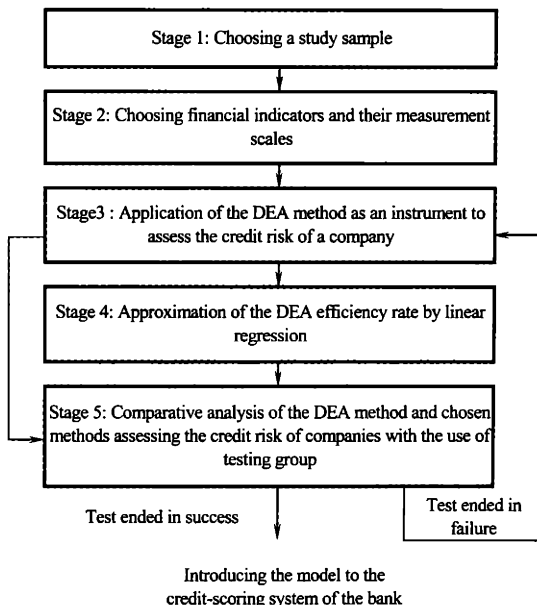 Stage 1: Choosing a study sample
Stage 2: Choosing financial indicators and their measurement
scales
Stage3 : Application of the DEA method as an instrument to
assess the credit risk of a company
Stage 4: Approximation of the DEA efficiency rate by linear
regression
Stage 5: Comparative analysis of the DEA method and chosen
methods assessing the credit risk of companies with the use of
testing group
Test ended in success
Test ended in
failure
Introducing the model to the
credit-scoring system of the bank